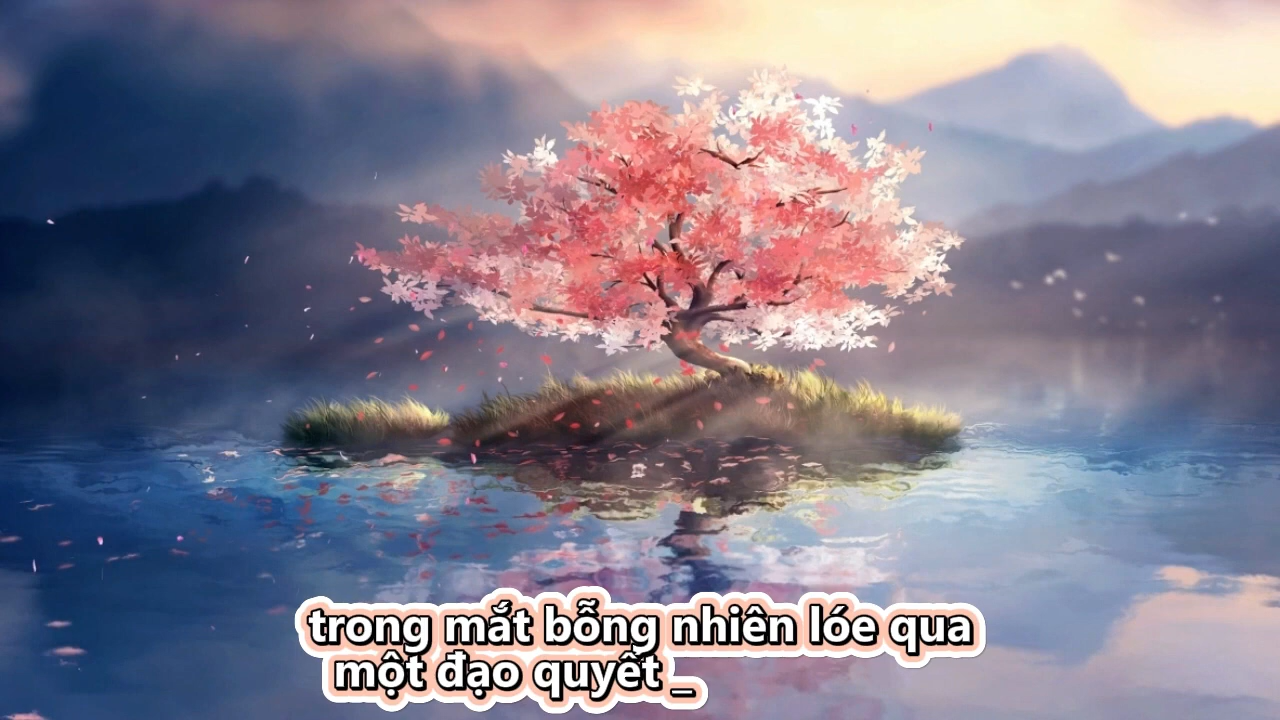 trong mắt bỗng nhiên lóe qua
một đạo quyết _